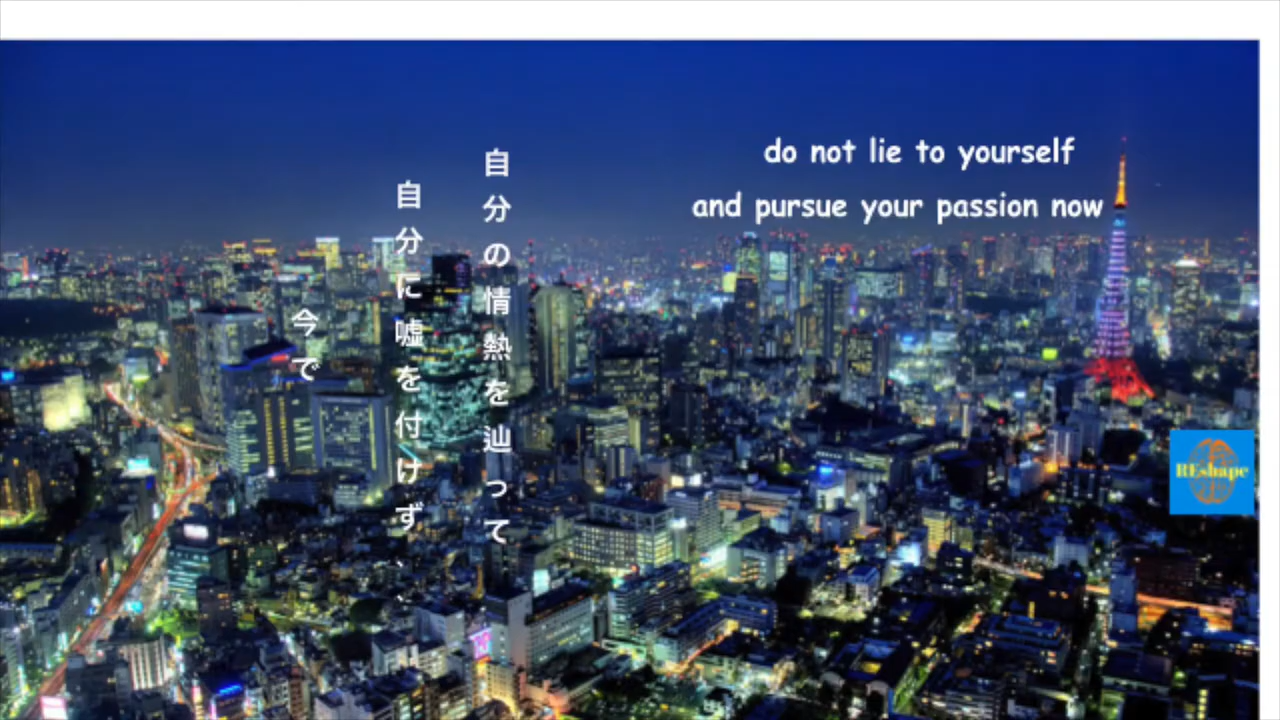 自分の情熱を辿って
自分に嘘を付けず
今で
do not lie to yourself
and pursue your passion now
REshape